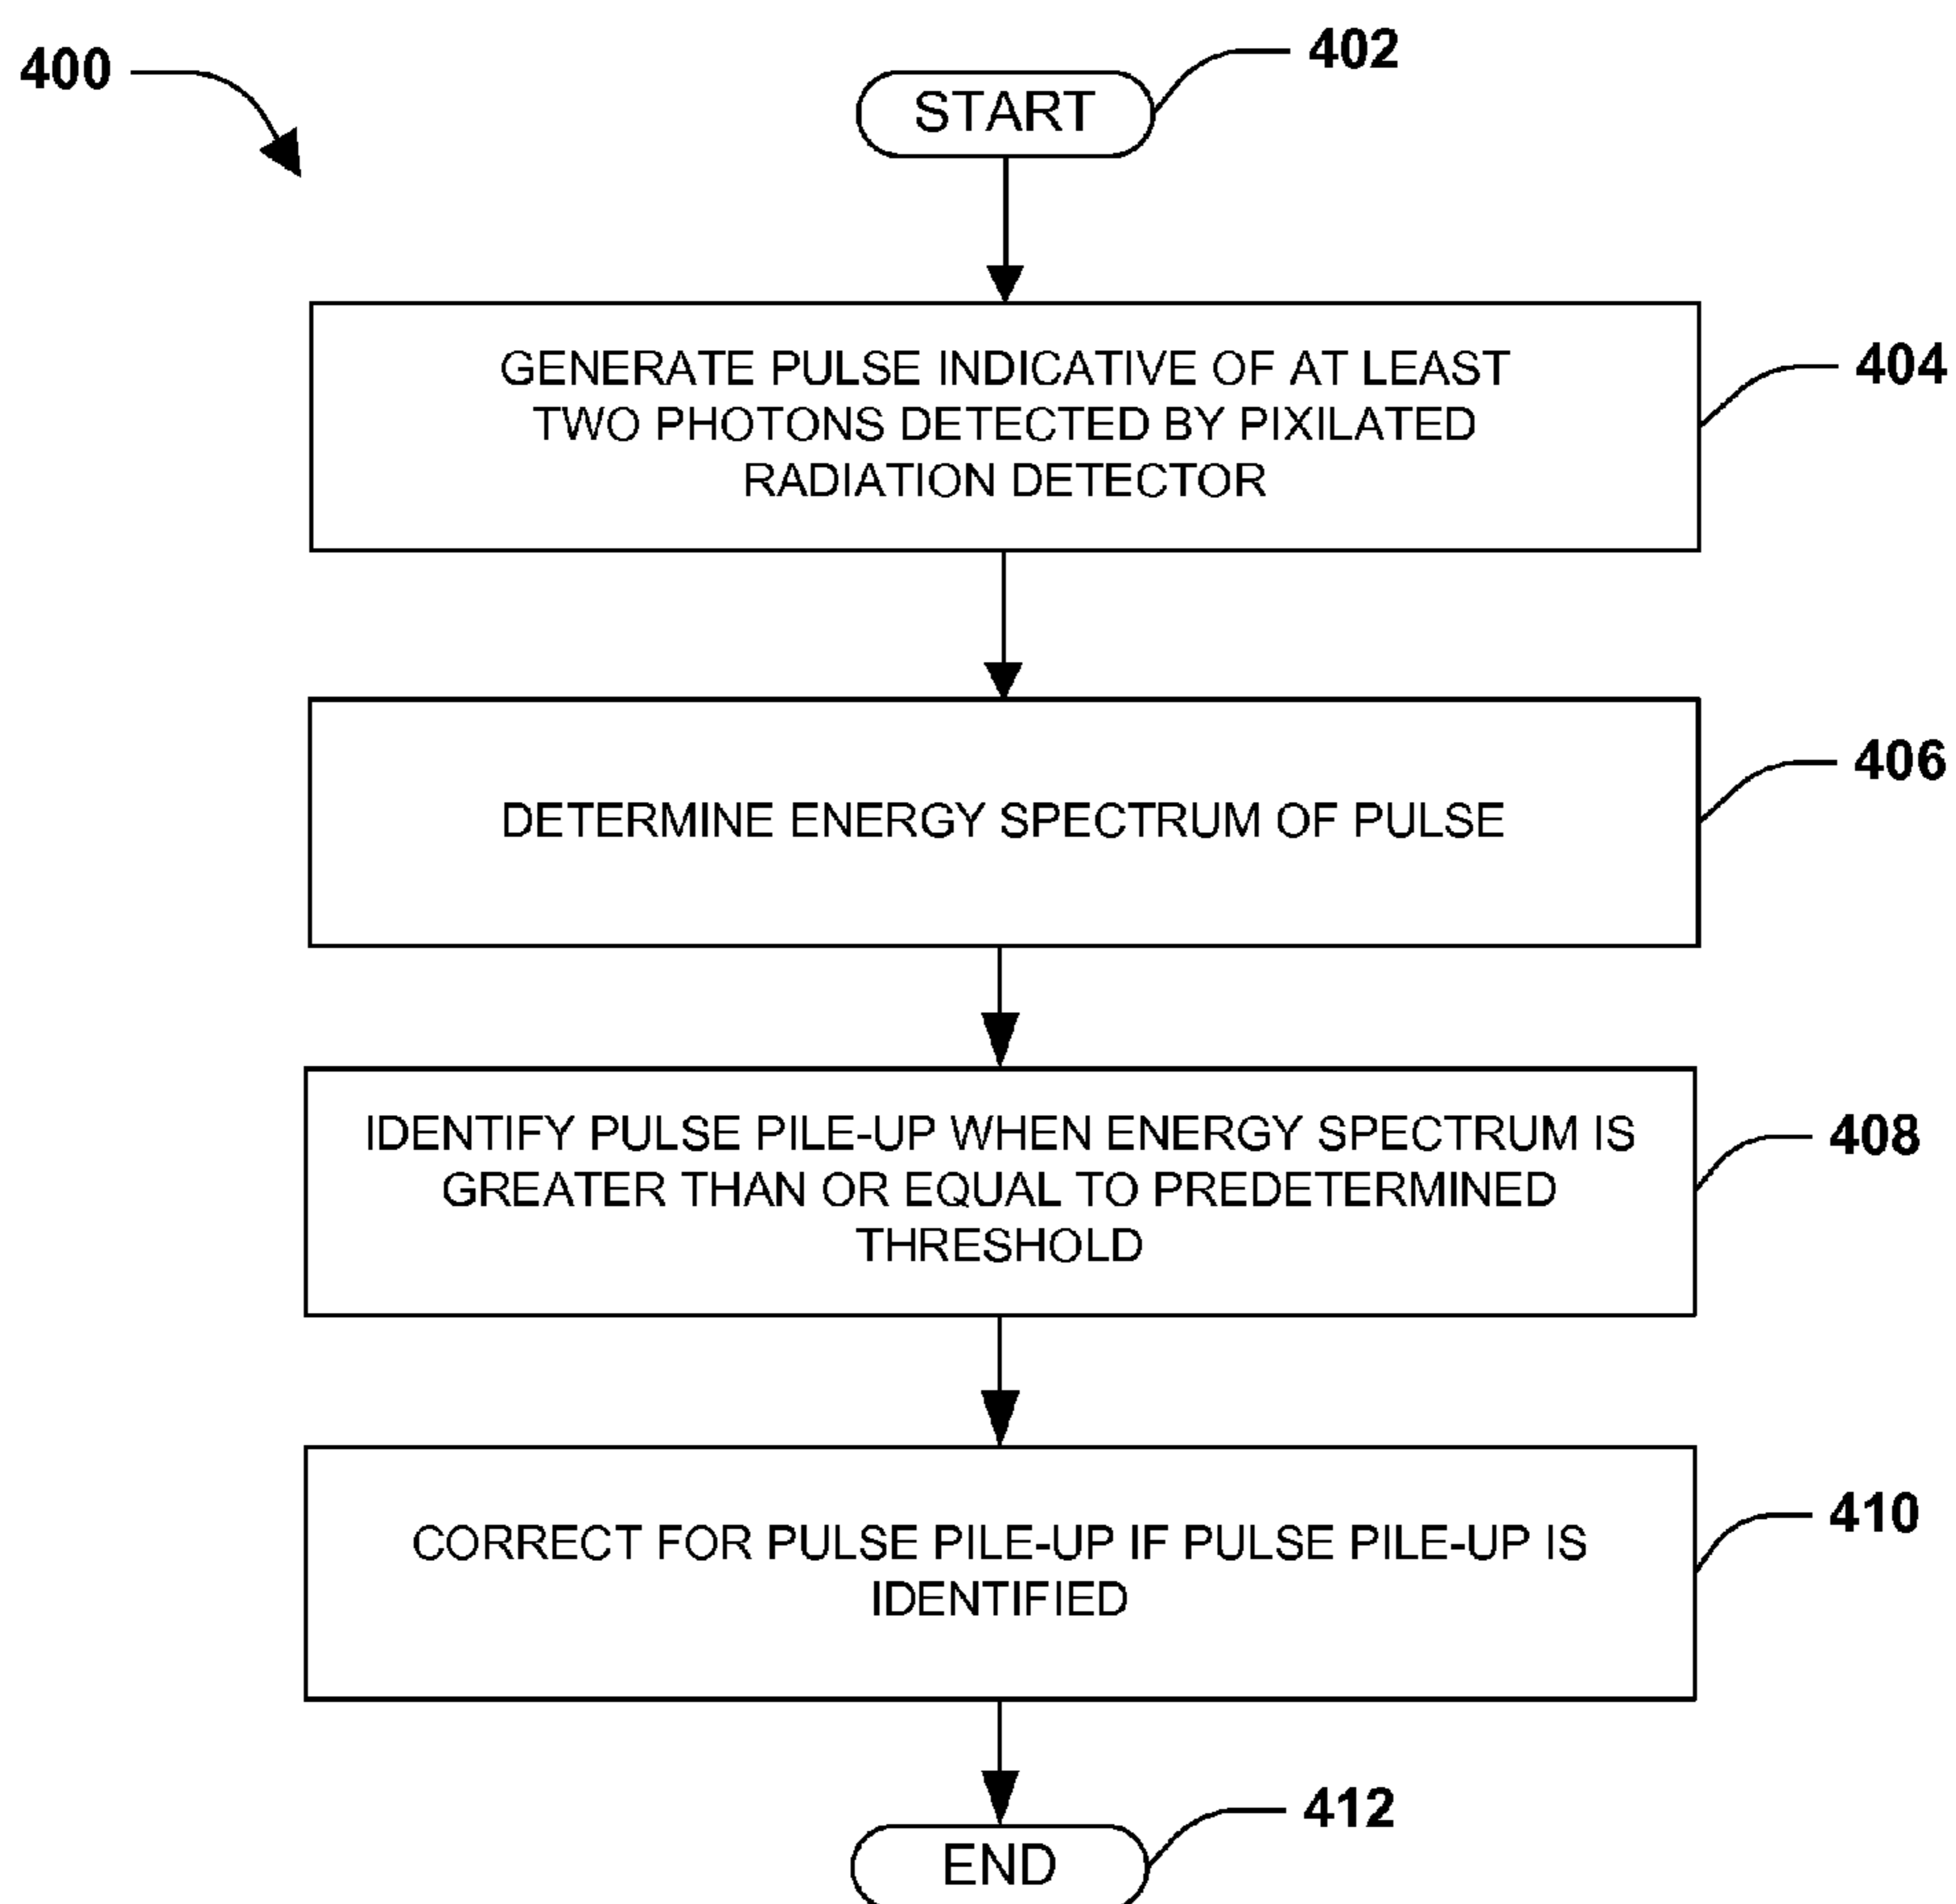 400
402
START
GENERATE PULSE INDICATIVE OF AT LEAST
TWO PHOTONS DETECTED BY PIXILATED
RADIATION DETECTOR
404
DETERMINE ENERGY SPECTRUM OF PULSE
406
IDENTIFY PULSE PILE-UP WHEN ENERGY SPECTRUM IS
GREATER THAN OR EQUAL TO PREDETERMINED
THRESHOLD
408
CORRECT FOR PULSE PILE-UP IF PULSE PILE-UP IS
IDENTIFIED
410
412
END